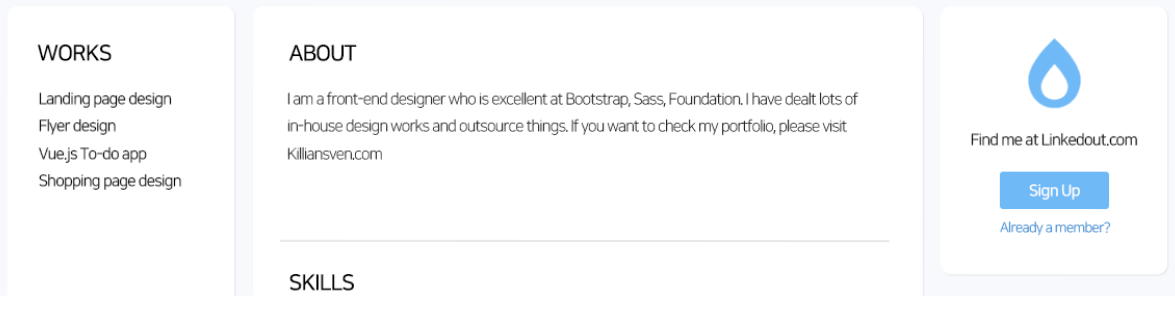 WORKS
Landing page design
Flyer design
Vue.js To-do app
Shopping page design
ABOUT
I am a front-end designer who is excellent at Bootstrap, Sass, Foundation. I have dealt lots of
in-house design works and outsource things. If you want to check my portfolio, please visit
Killiansven.com
SKILLS
Find me at Linkedout.com
Sign Up
Already a member?